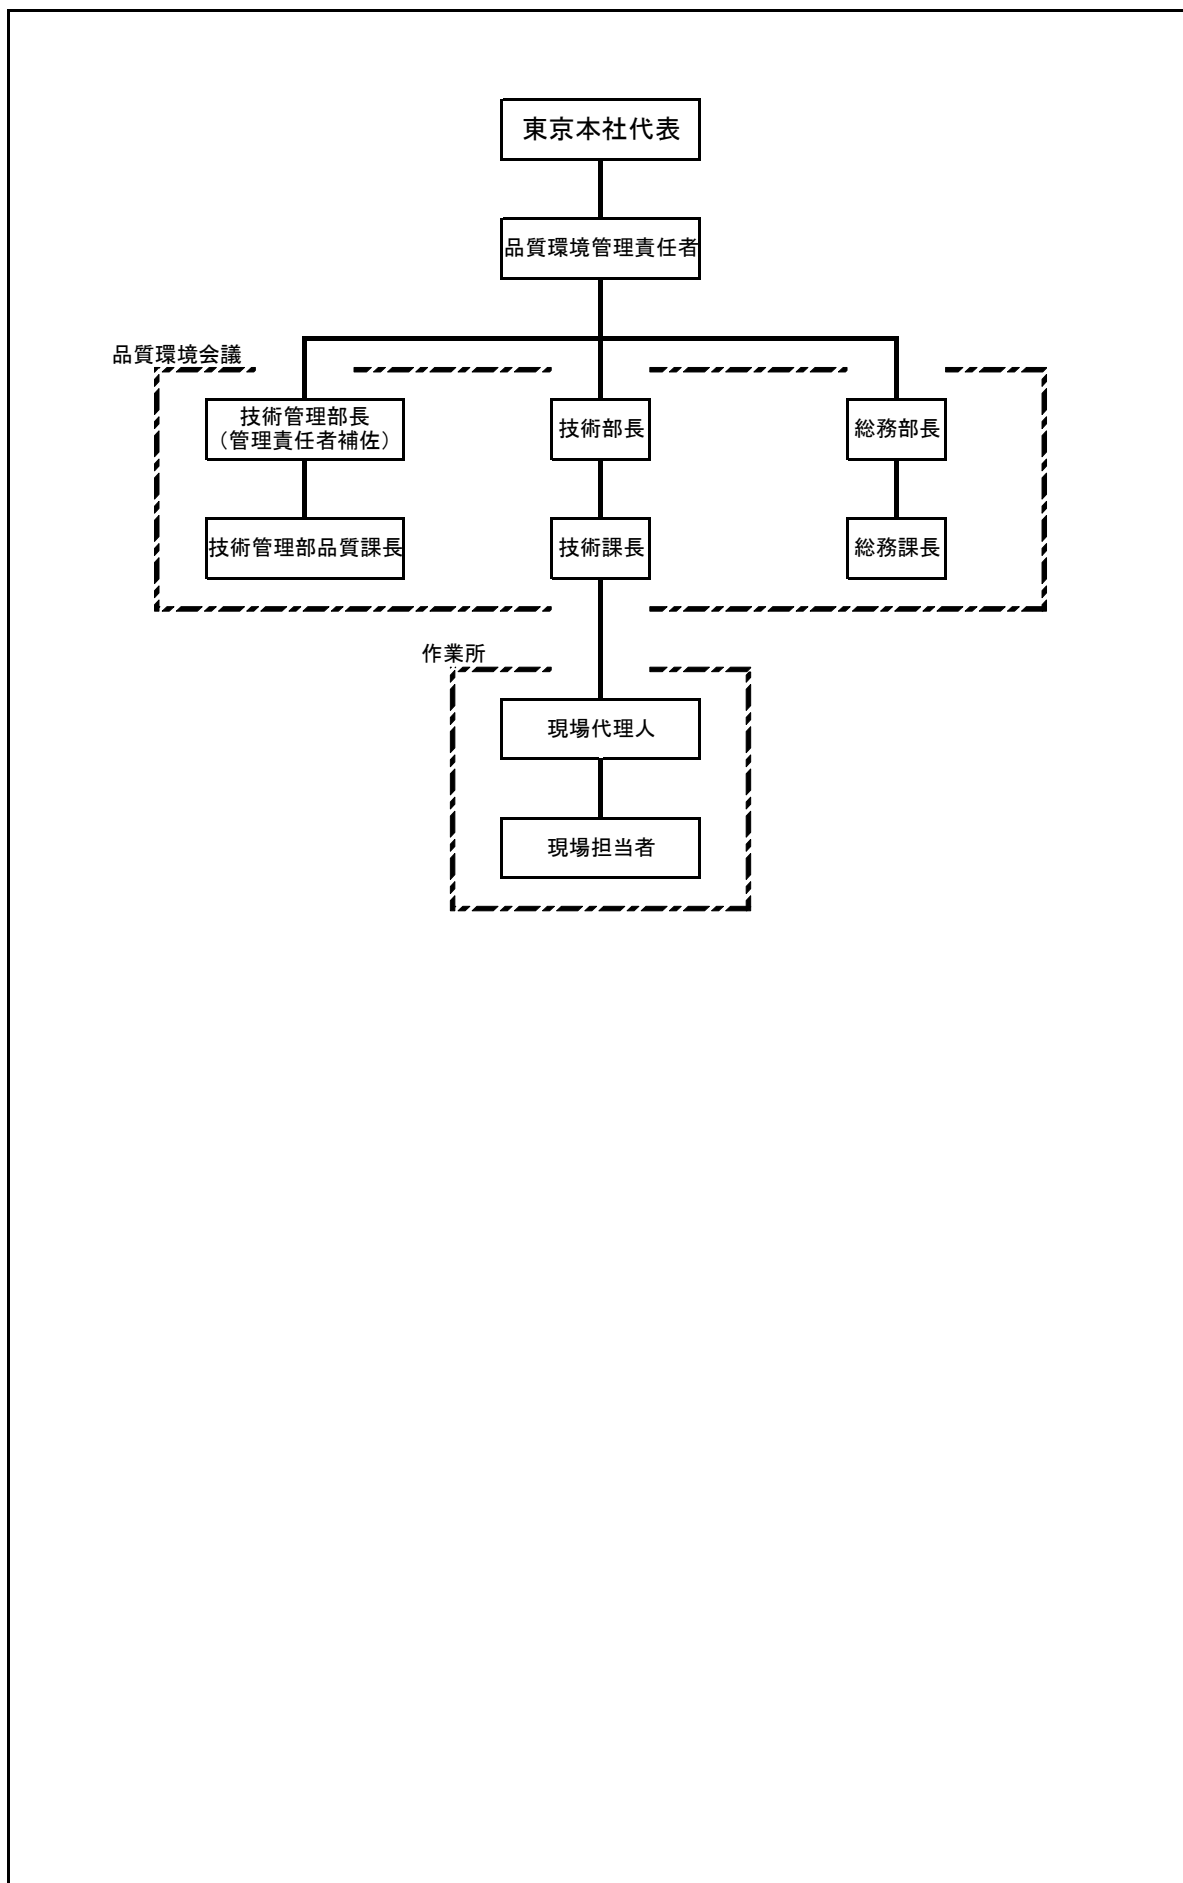 東京本社代表
品質環境管理責任者
品質環境会議
技術管理部長
（管理責任者補佐）
技術部長
総務部長
技術管理部品質課長
技術課長
総務課長
作業所
現場代理人
現場担当者